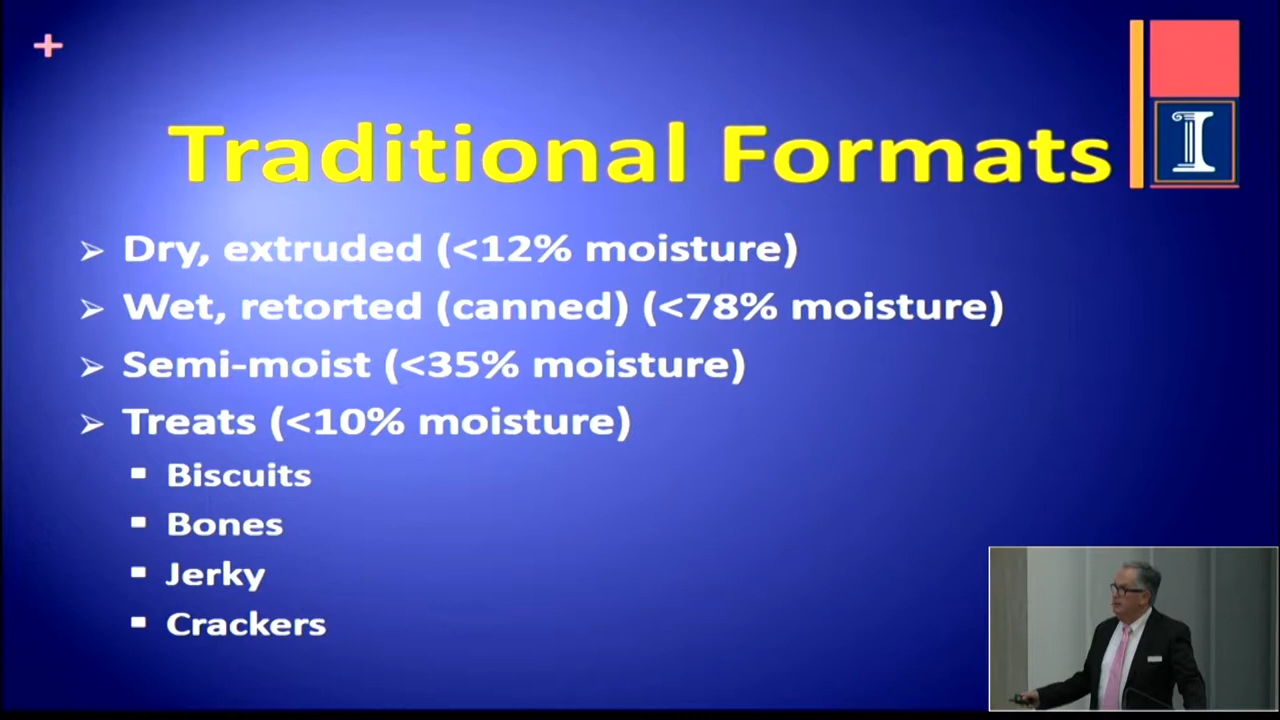 Traditional Formats
I
Dry, extruded (<12% moisture)
Wet, retorted (canned) (<78% moisture)
Semi-moist (<35% moisture)
Treats (<10% moisture)
Biscuits
Bones
Jerky
Crackers